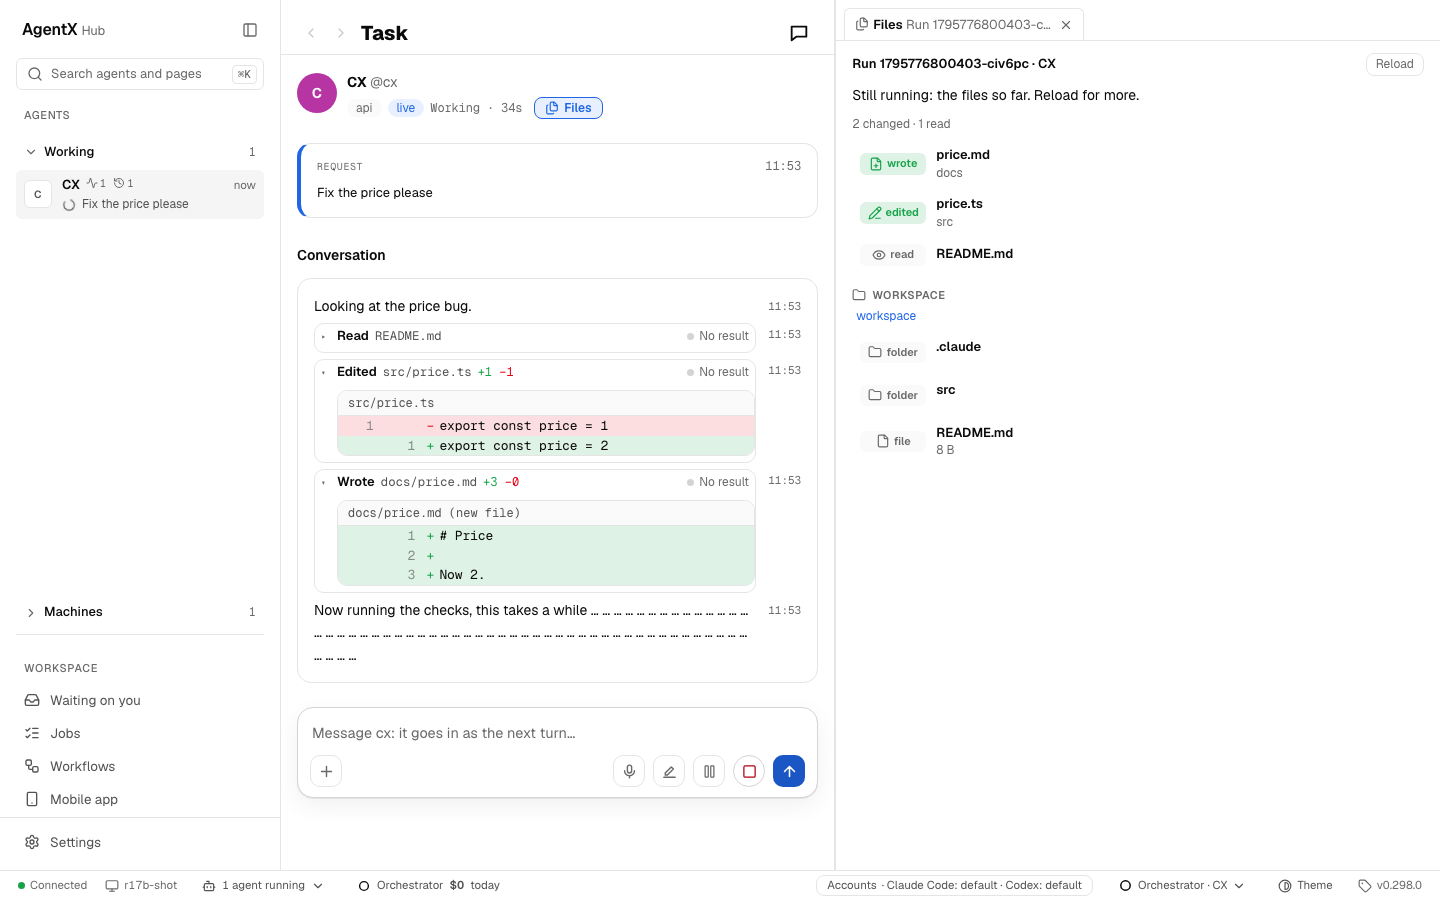 AgentX Hub
Search agents and pages
⌘K
AGENTS
Working 1
C
CX 1 1 now
Fix the price please
Machines 1
WORKSPACE
Waiting on you
Jobs
Workflows
Mobile app
Settings
Task
C
CX @cx
api live Working · 34s Files
REQUEST 11:53
Fix the price please
Conversation
Looking at the price bug. 11:53
Read README.md No result 11:53
Edited src/price.ts +1 −1 No result 11:53
src/price.ts
1 − export const price = 1
1 + export const price = 2
Wrote docs/price.md +3 −0 No result 11:53
docs/price.md (new file)
1 + # Price
2 +
3 + Now 2.
Now running the checks, this takes a while … … … … … … … … … … … 11:53
… … … … … … … … … … … … … … … … … … … … … … … … … … … … … …
… … … …
Message cx: it goes in as the next turn…
Files Run 1795776800403-c…
Run 1795776800403-civ6pc · CX
Reload
Still running: the files so far. Reload for more.
2 changed · 1 read
wrote price.md
docs
edited price.ts
src
read README.md
WORKSPACE
workspace
folder .claude
folder src
file README.md
8 B
Connected r17b-shot 1 agent running Orchestrator $0 today Accounts · Claude Code: default · Codex: default Orchestrator · CX Theme v0.298.0